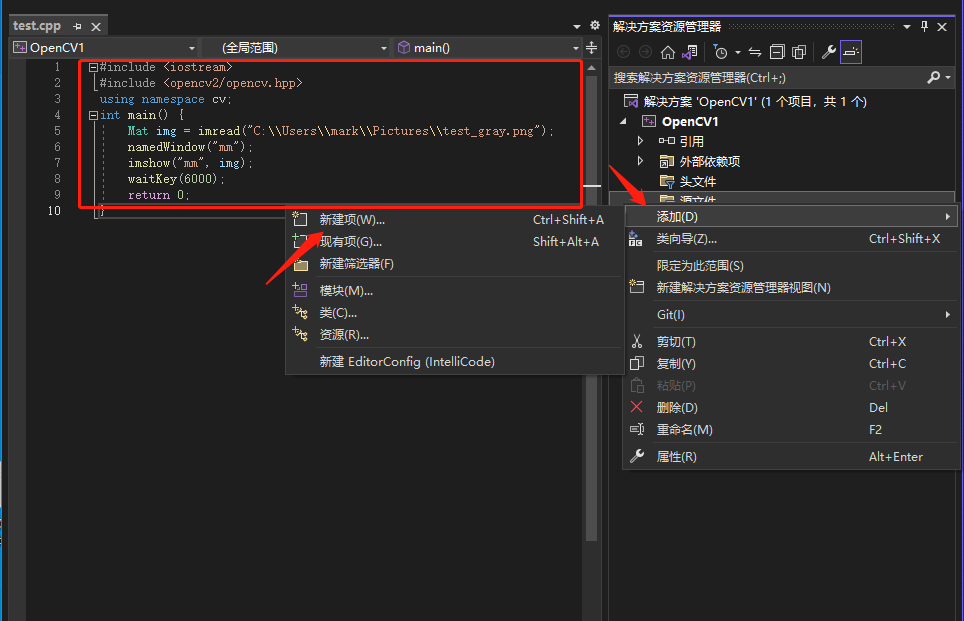 test.cpp
OpenCV1
(全局范围)
main()
1 #include <iostream>
2 #include <opencv2/opencv.hpp>
3 using namespace cv;
4 int main() {
5 Mat img = imread("C:\\Users\\mark\\Pictures\\test_gray.png");
6 namedWindow("mm");
7 imshow("mm", img);
8 waitKey(6000);
9 return 0;
10 }
新建项(W)... Ctrl+Shift+A
现有项(G)... Shift+Alt+A
新建筛选器(F)
模块(M)...
类(C)...
资源(R)...
新建 EditorConfig (IntelliCode)
解决方案资源管理器
搜索解决方案资源管理器(Ctrl+;)
解决方案 'OpenCV1' (1 个项目，共 1 个)
OpenCV1
引用
外部依赖项
头文件
源文件
添加(D)
类向导(Z)... Ctrl+Shift+X
限定为此范围(S)
新建解决方案资源管理器视图(N)
Git(I)
剪切(T) Ctrl+X
复制(Y) Ctrl+C
粘贴(P) Ctrl+V
删除(D) Del
重命名(M) F2
属性(R) Alt+Enter